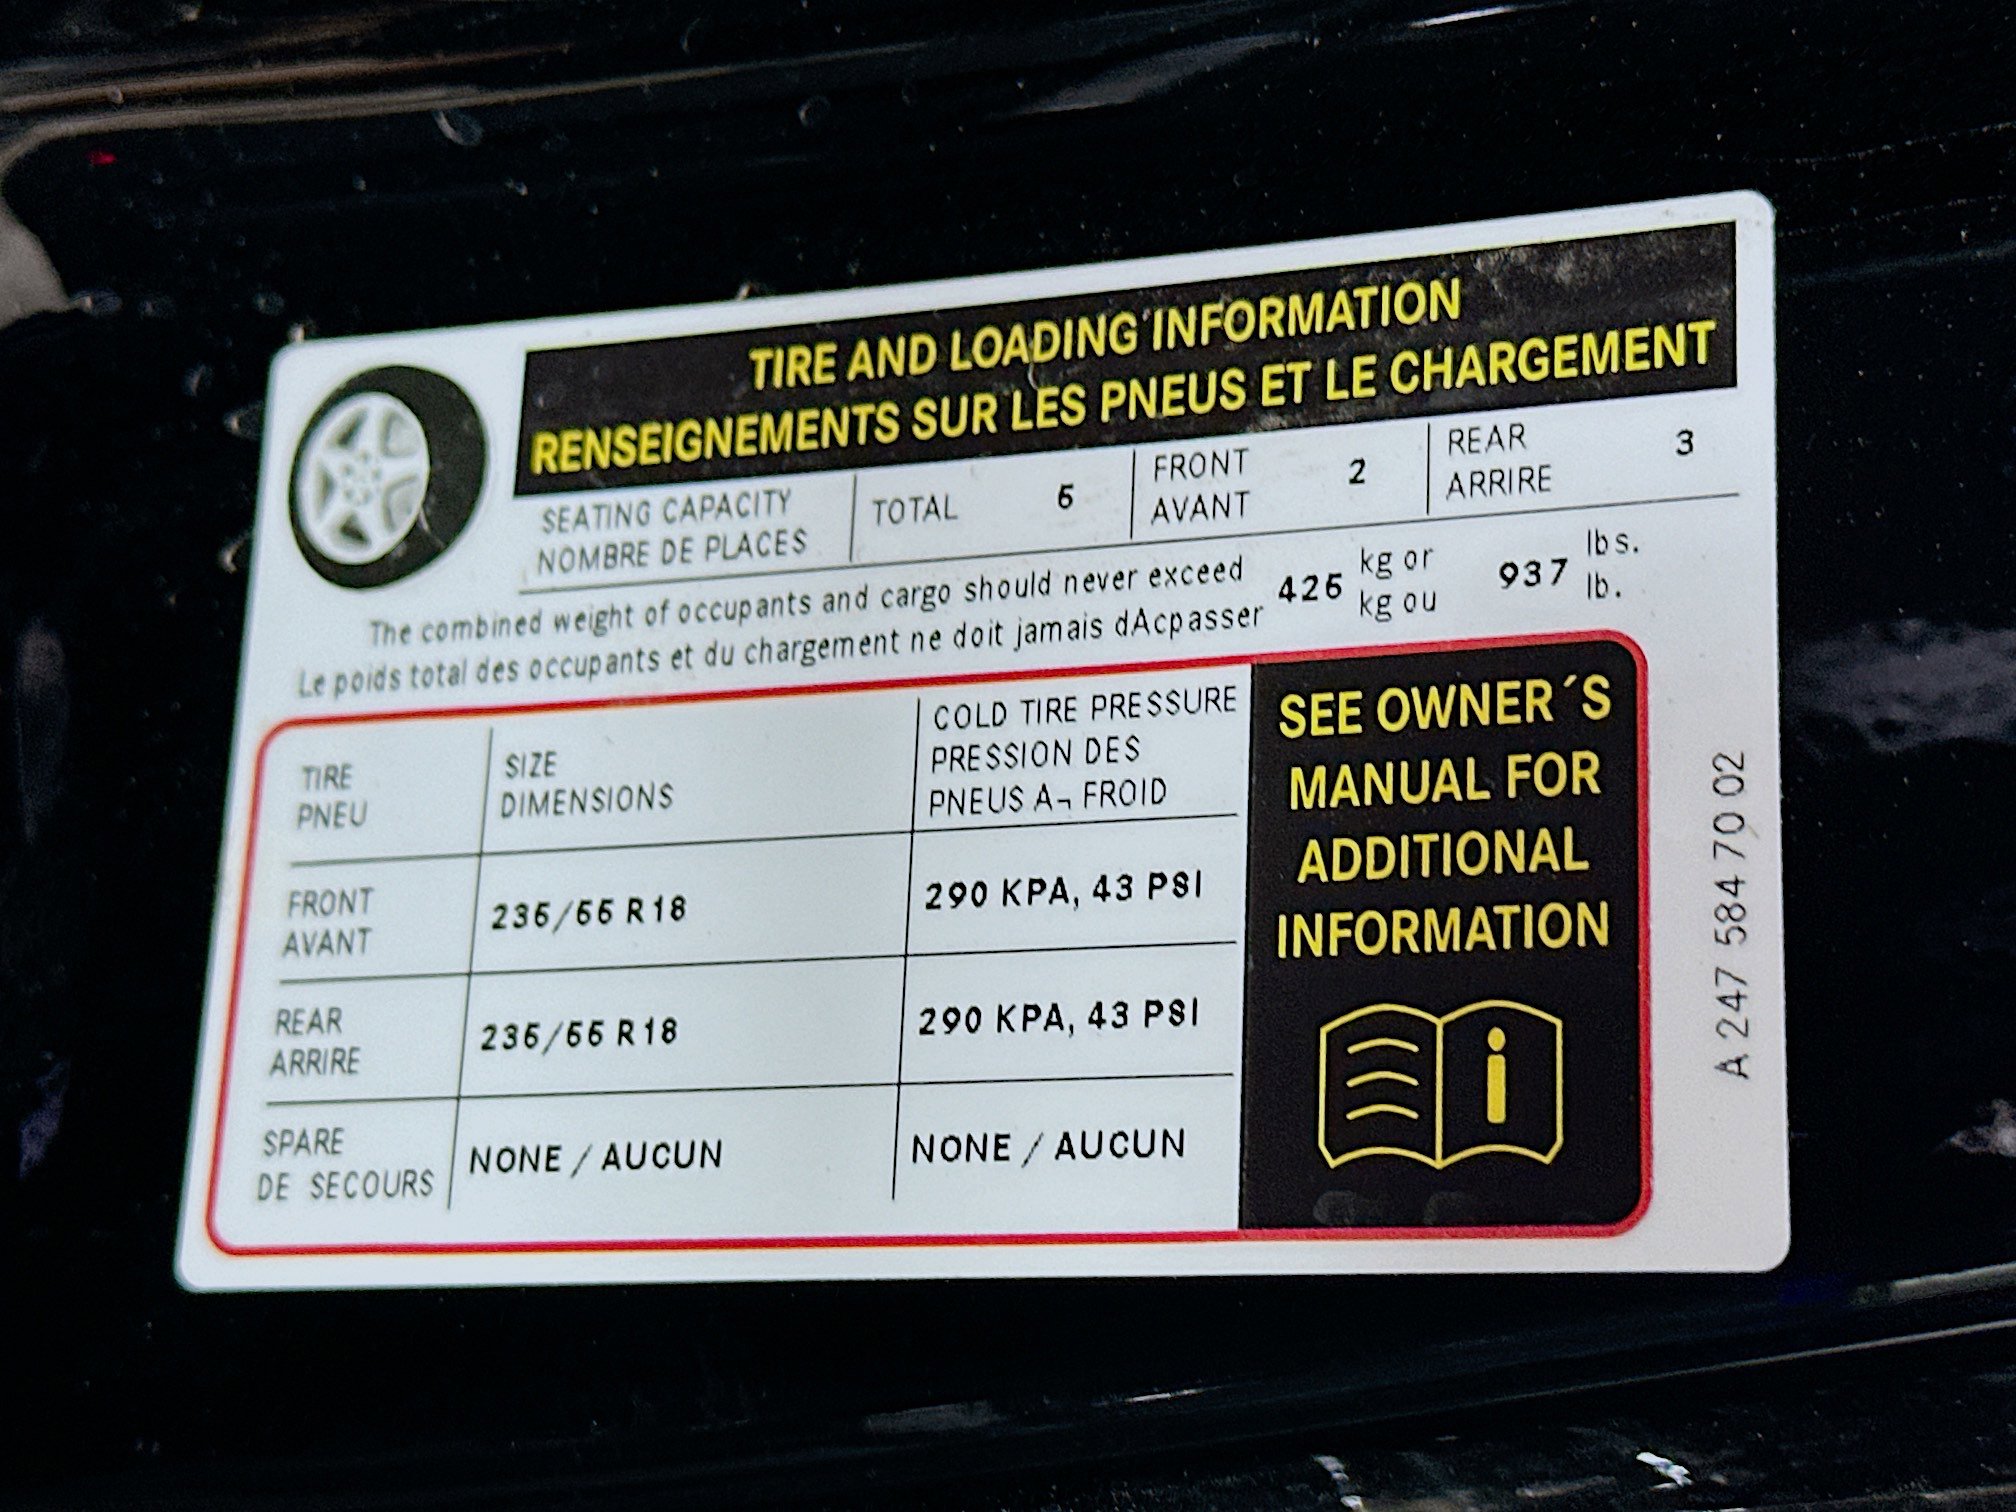 TIRE AND LOADING INFORMATION
RENSEIGNEMENTS SUR LES PNEUS ET LE CHARGEMENT
SEATING CAPACITY
NOMBRE DE PLACES
TOTAL 5
FRONT
AVANT
2
REAR
ARRIRE
3
The combined weight of occupants and cargo should never exceed
Le poids total des occupants et du chargement ne doit jamais dAcpasser
425
kg or
kg ou
937
lbs.
lb.
TIRE
PNEU
SIZE
DIMENSIONS
COLD TIRE PRESSURE
PRESSION DES
PNEUS A¬ FROID
FRONT
AVANT
235/55 R18
290 KPA, 43 PSI
REAR
ARRIRE
235/55 R18
290 KPA, 43 PSI
SPARE
DE SECOURS
NONE / AUCUN
NONE / AUCUN
SEE OWNER´S
MANUAL FOR
ADDITIONAL
INFORMATION
i
A 247 584 70 02